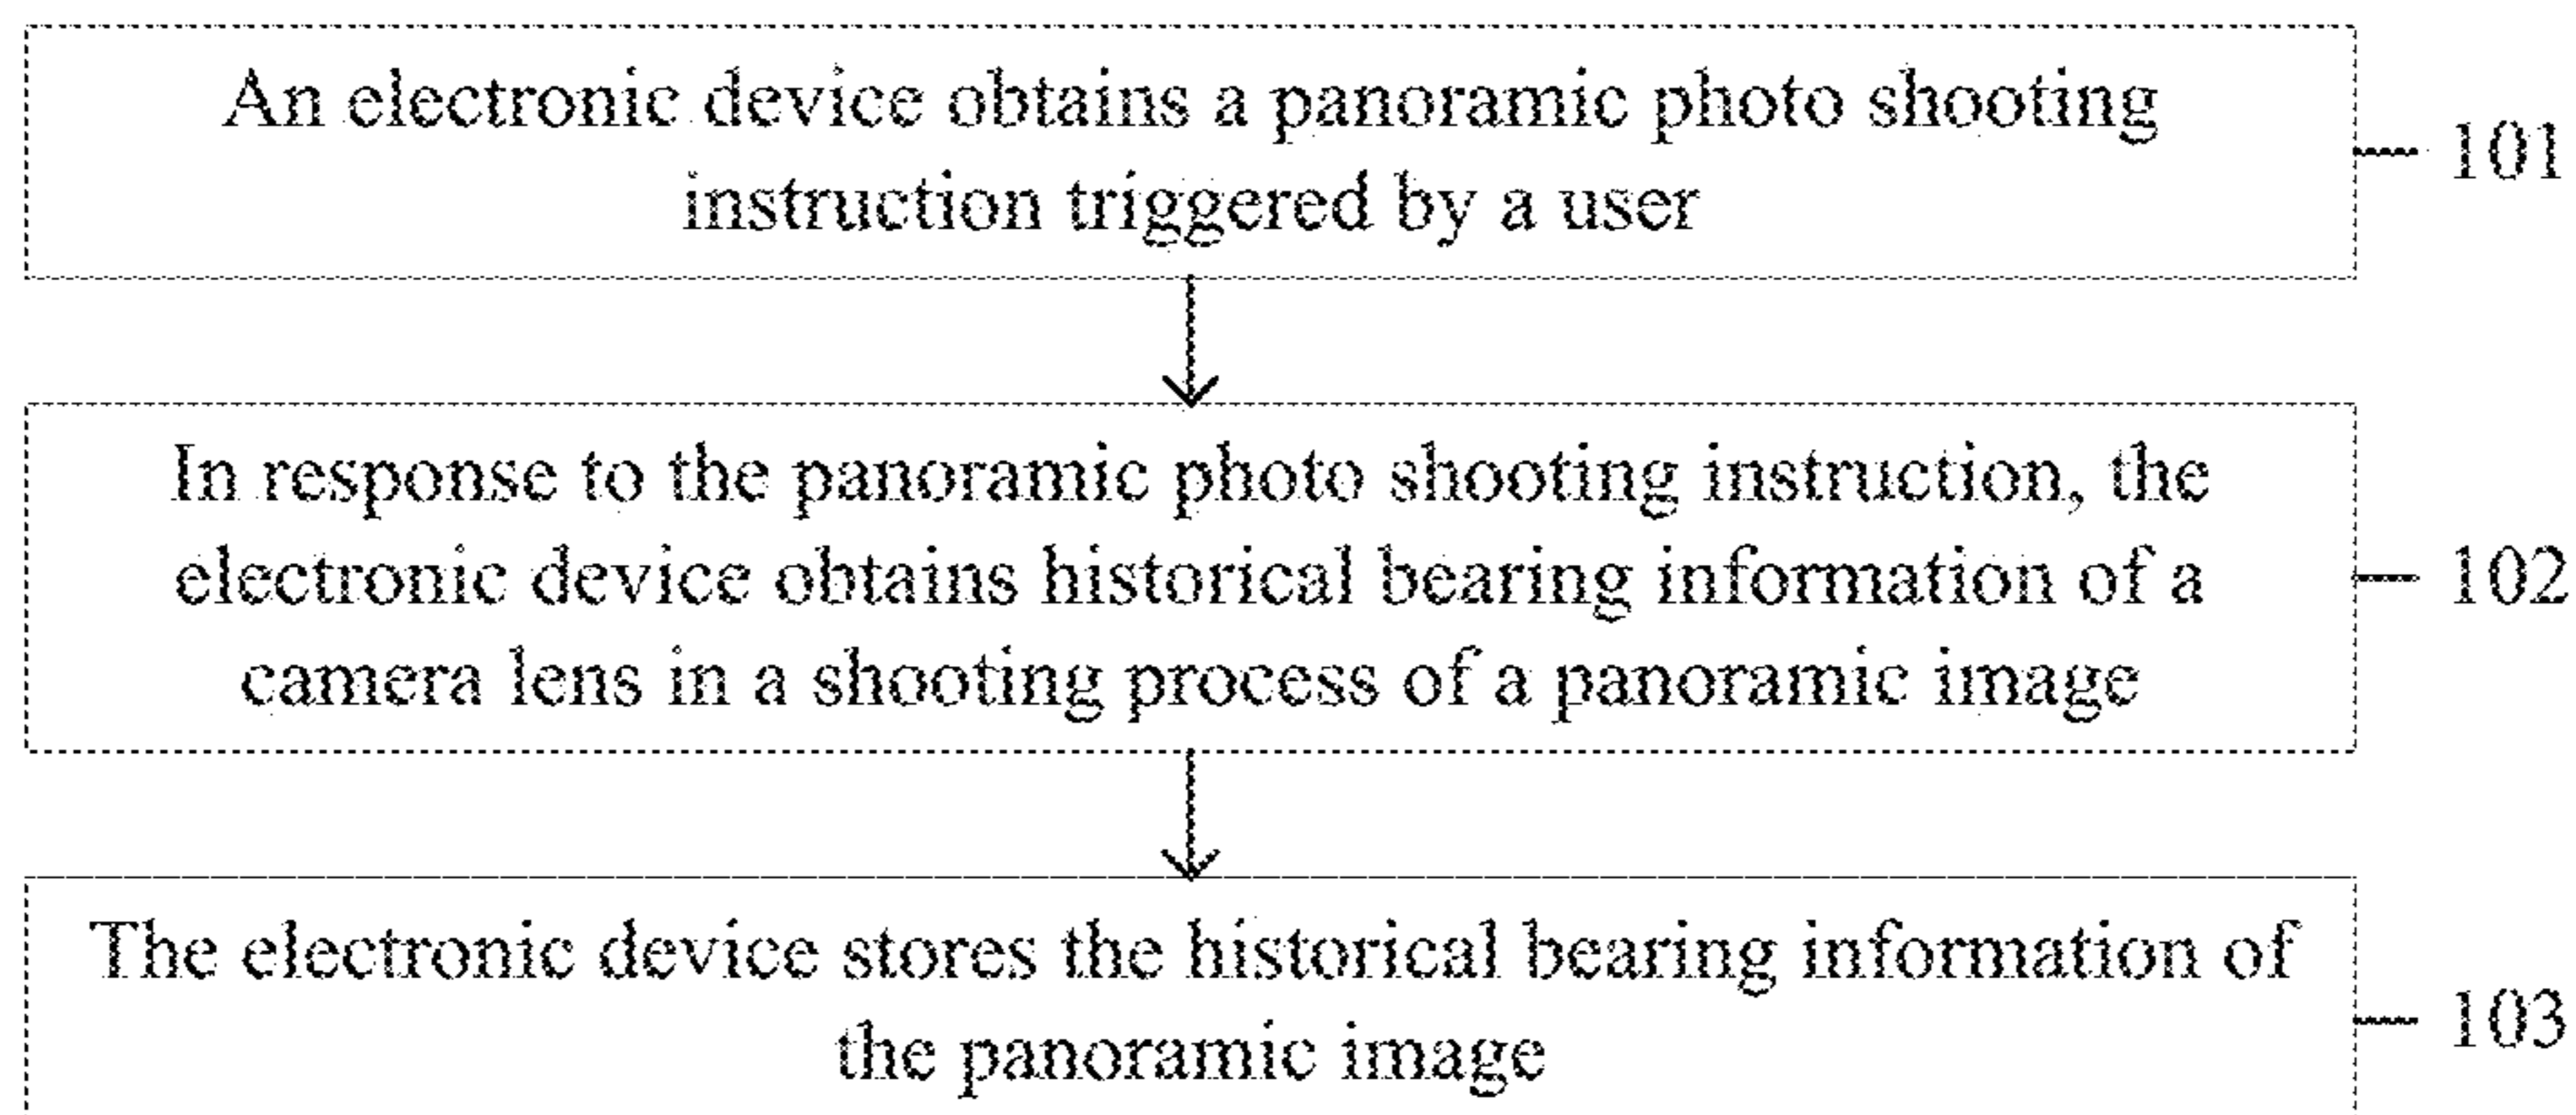 An electronic device obtains a panoramic photo shooting
instruction triggered by a user
101
In response to the panoramic photo shooting instruction, the
electronic device obtains historical bearing information of a
camera lens in a shooting process of a panoramic image
102
The electronic device stores the historical bearing information of
the panoramic image
103